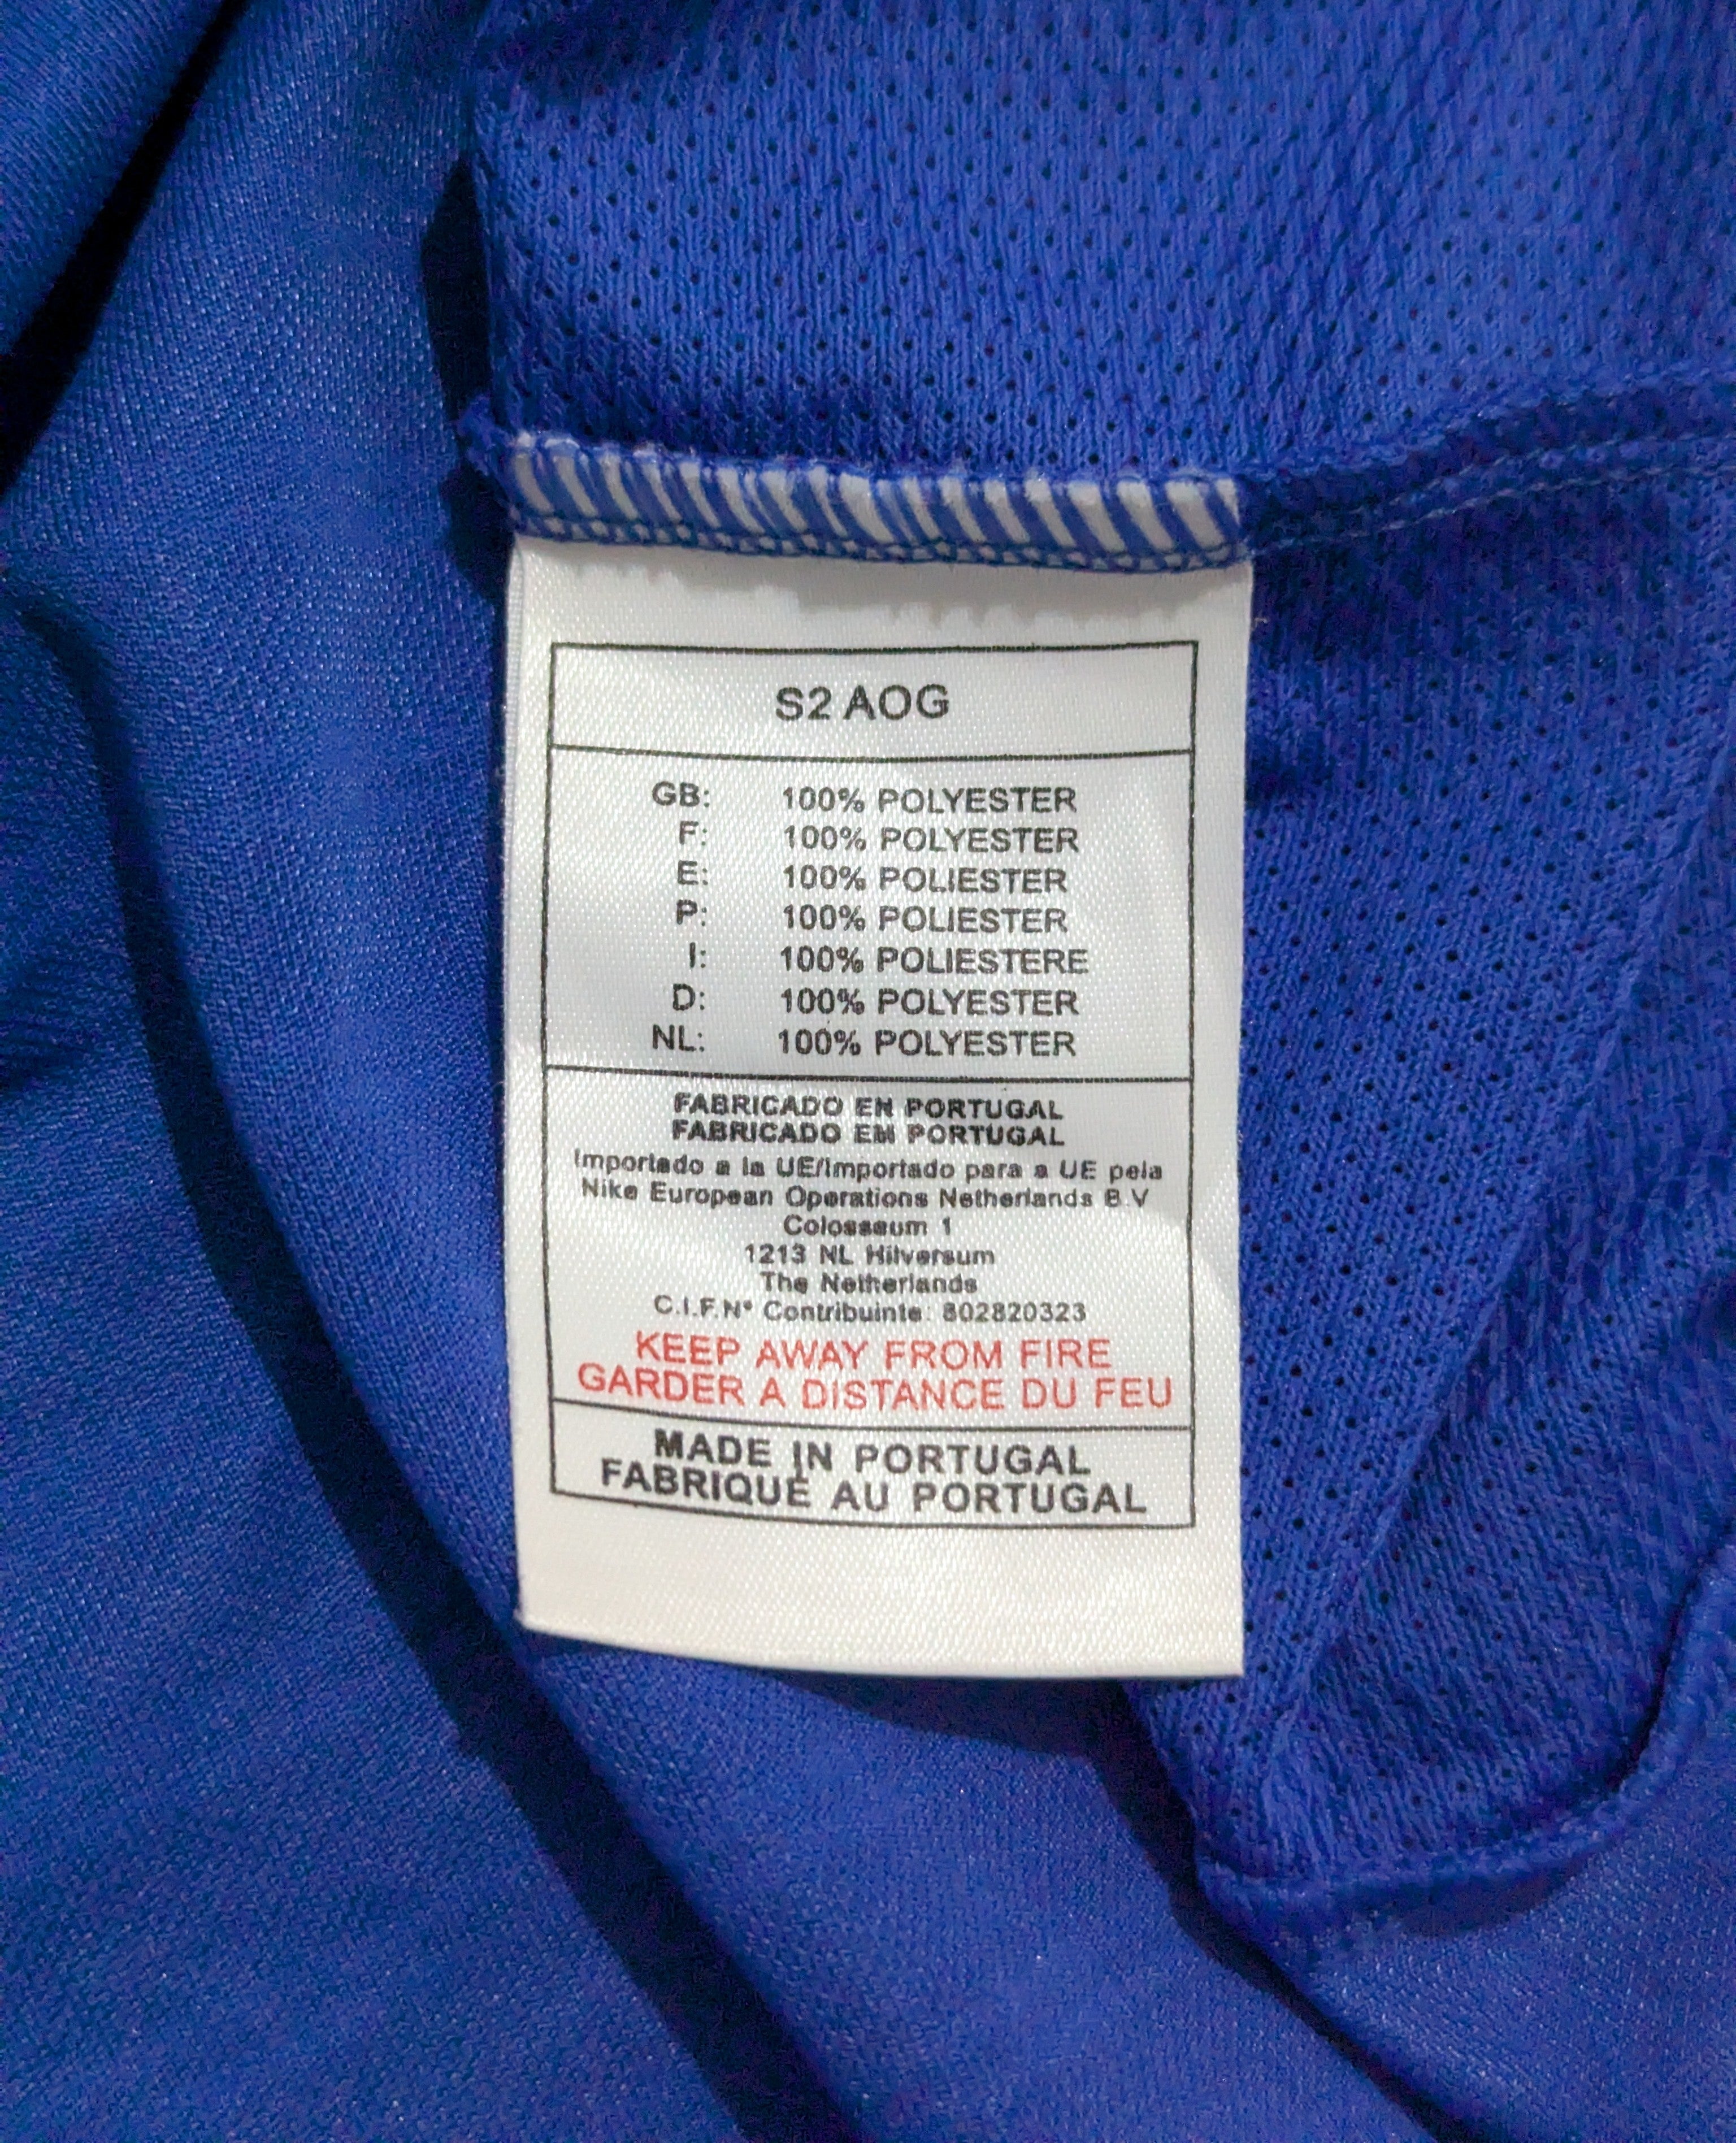 S2 AOG
GB: 100% POLYESTER
F: 100% POLYESTER
E: 100% POLIESTER
P: 100% POLIESTER
I: 100% POLIESTERE
D: 100% POLYESTER
NL: 100% POLYESTER
FABRICADO EN PORTUGAL
FABRICADO EM PORTUGAL
Importado a la UE/Importado para a UE pela
Nike European Operations Netherlands B.V
Colosseum 1
1213 NL Hilversum
The Netherlands
C.I.F.Nº Contribuinte: 802820323
KEEP AWAY FROM FIRE
GARDER A DISTANCE DU FEU
MADE IN PORTUGAL
FABRIQUÉ AU PORTUGAL